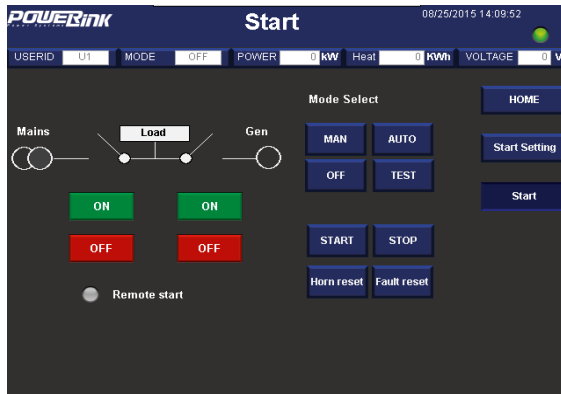 POWERlink Start 08/25/2015 14:09:52
USERID U1 MODE OFF POWER 0 kW Heat 0 KWh VOLTAGE 0 V
Mode Select HOME
Mains Load Gen MAN AUTO
Start Setting
OFF TEST
ON ON Start
OFF OFF START STOP
Horn reset Fault reset
Remote start